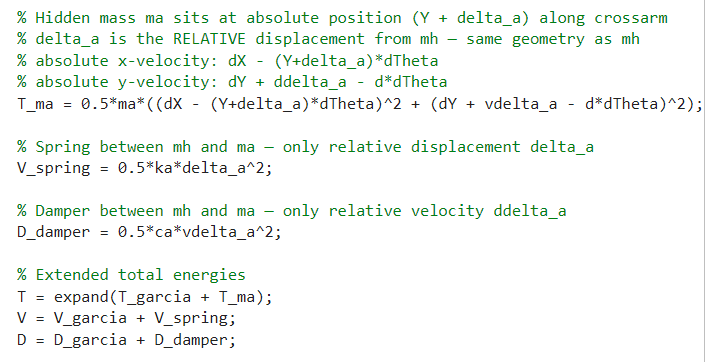 % Hidden mass ma sits at absolute position (Y + delta_a) along crossarm
% delta_a is the RELATIVE displacement from mh — same geometry as mh
% absolute x-velocity: dX - (Y+delta_a)*dTheta
% absolute y-velocity: dY + ddelta_a - d*dTheta
T_ma = 0.5*ma*((dX - (Y+delta_a)*dTheta)^2 + (dY + vdelta_a - d*dTheta)^2);
% Spring between mh and ma — only relative displacement delta_a
V_spring = 0.5*ka*delta_a^2;
% Damper between mh and ma — only relative velocity ddelta_a
D_damper = 0.5*ca*vdelta_a^2;
% Extended total energies
T = expand(T_garcia + T_ma);
V = V_garcia + V_spring;
D = D_garcia + D_damper;